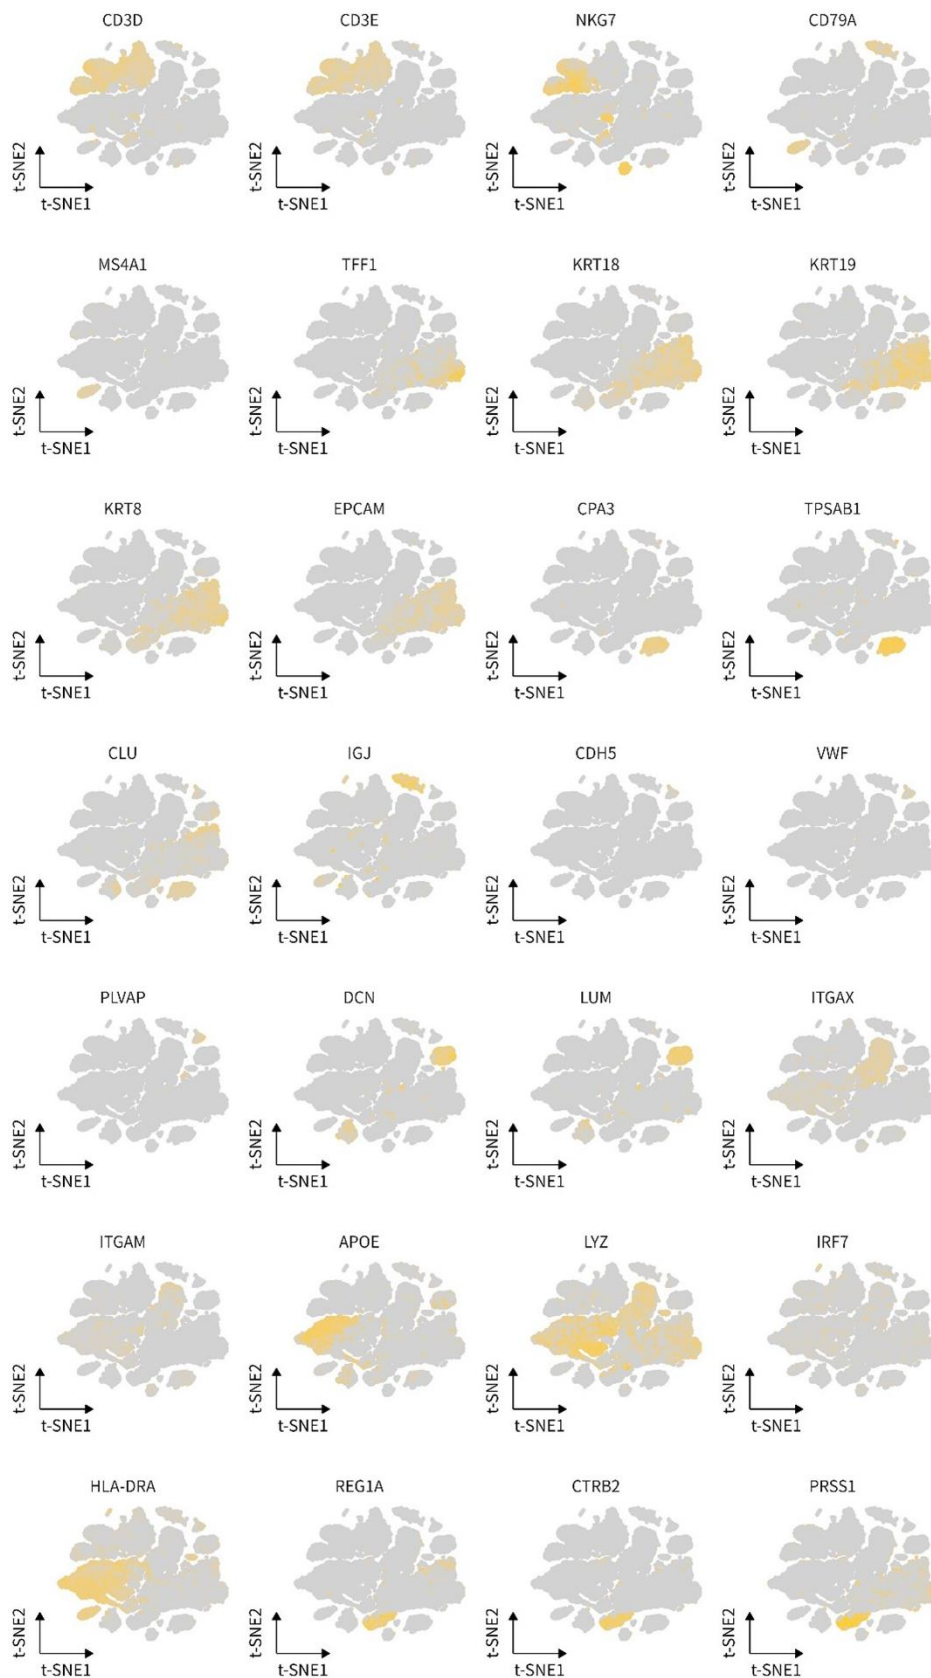 CD3D CD3E NKG7 CD79A
t-SNE2 t-SNE2 t-SNE2 t-SNE2
t-SNE1 t-SNE1 t-SNE1 t-SNE1
MS4A1 TFF1 KRT18 KRT19
t-SNE2 t-SNE2 t-SNE2 t-SNE2
t-SNE1 t-SNE1 t-SNE1 t-SNE1
KRT8 EPCAM CPA3 TPSAB1
t-SNE2 t-SNE2 t-SNE2 t-SNE2
t-SNE1 t-SNE1 t-SNE1 t-SNE1
CLU IGJ CDH5 VWF
t-SNE2 t-SNE2 t-SNE2 t-SNE2
t-SNE1 t-SNE1 t-SNE1 t-SNE1
PLVAP DCN LUM ITGAX
t-SNE2 t-SNE2 t-SNE2 t-SNE2
t-SNE1 t-SNE1 t-SNE1 t-SNE1
ITGAM APOE LYZ IRF7
t-SNE2 t-SNE2 t-SNE2 t-SNE2
t-SNE1 t-SNE1 t-SNE1 t-SNE1
HLA-DRA REG1A CTRB2 PRSS1
t-SNE2 t-SNE2 t-SNE2 t-SNE2
t-SNE1 t-SNE1 t-SNE1 t-SNE1